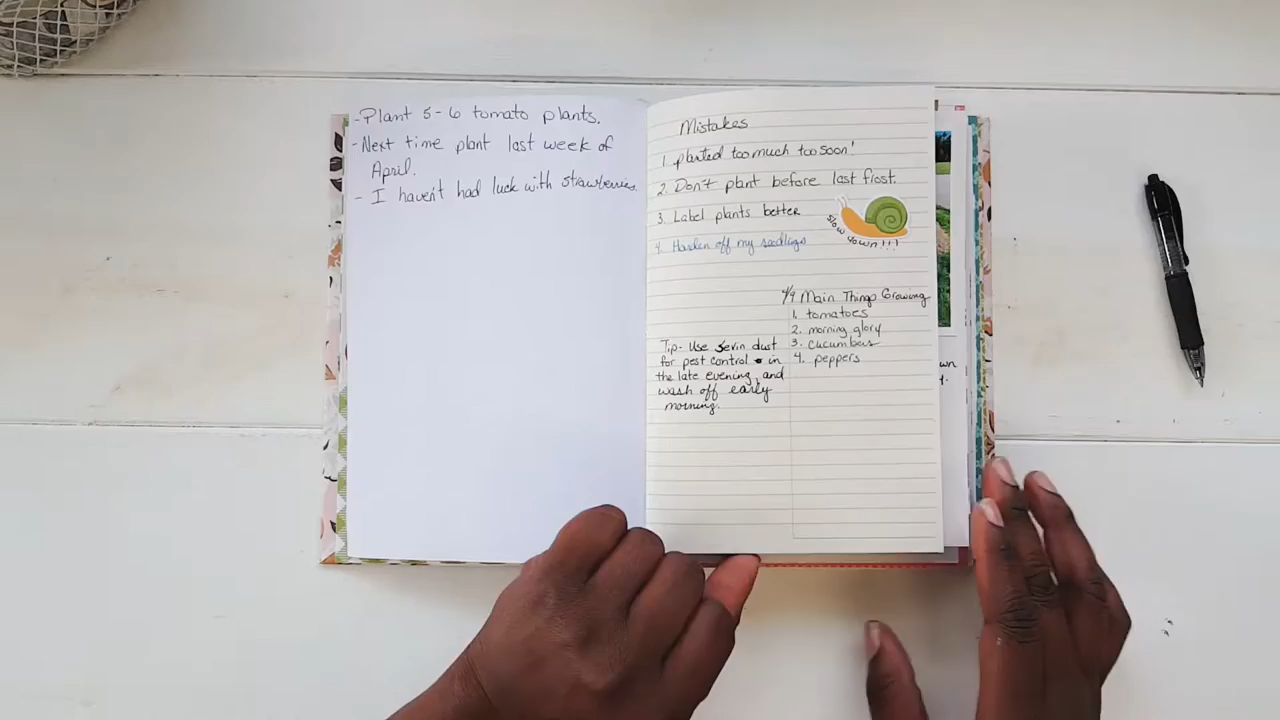 - Plant 5-6 tomato plants.
- Next time plant last week of
April.
- I haven't had luck with strawberries.
Mistakes
1. planted too much too soon!
2. Don't plant before last frost.
3. Label plants better
4. Harden off my seedlings
slow down!!!
4/9 Main Things Growing
1. tomatoes
2. morning glory
3. cucumbers
4. peppers
Tip- Use Sevin dust
for pest control - in
the late evening, and
wash off early
morning.